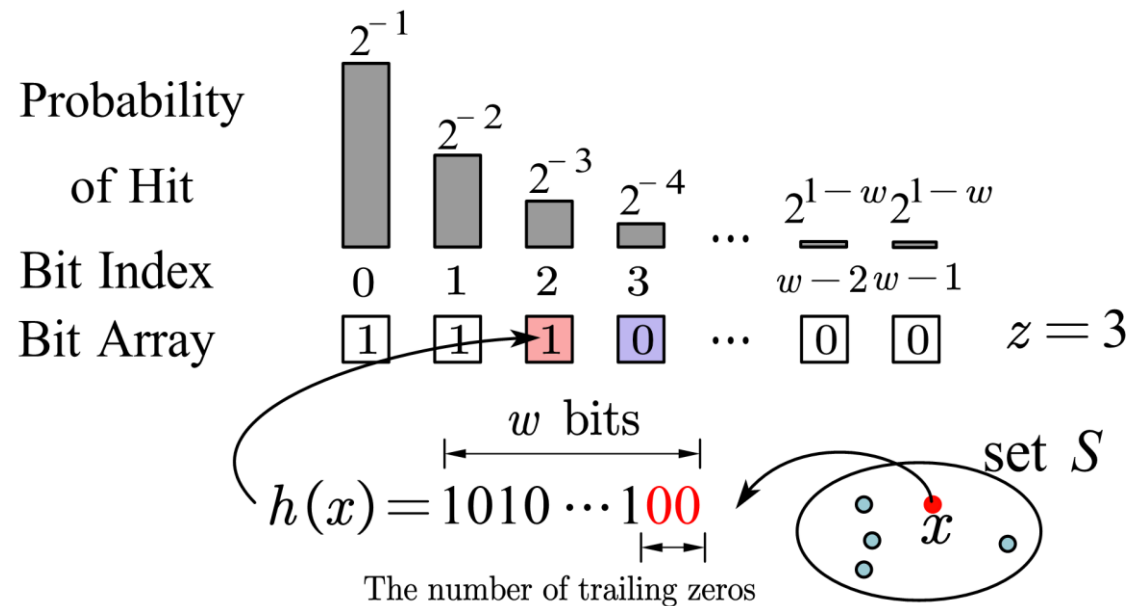 2^{-1}
Probability
2^{-2}
of Hit
2^{-3}
2^{-4}
2^{1-w} 2^{1-w}
...
Bit Index 0 1 2 3 w-2 w-1
Bit Array 1 1 1 0 ... 0 0 z = 3
w bits
set S
h(x) = 1010 ⋯ 100
x
The number of trailing zeros